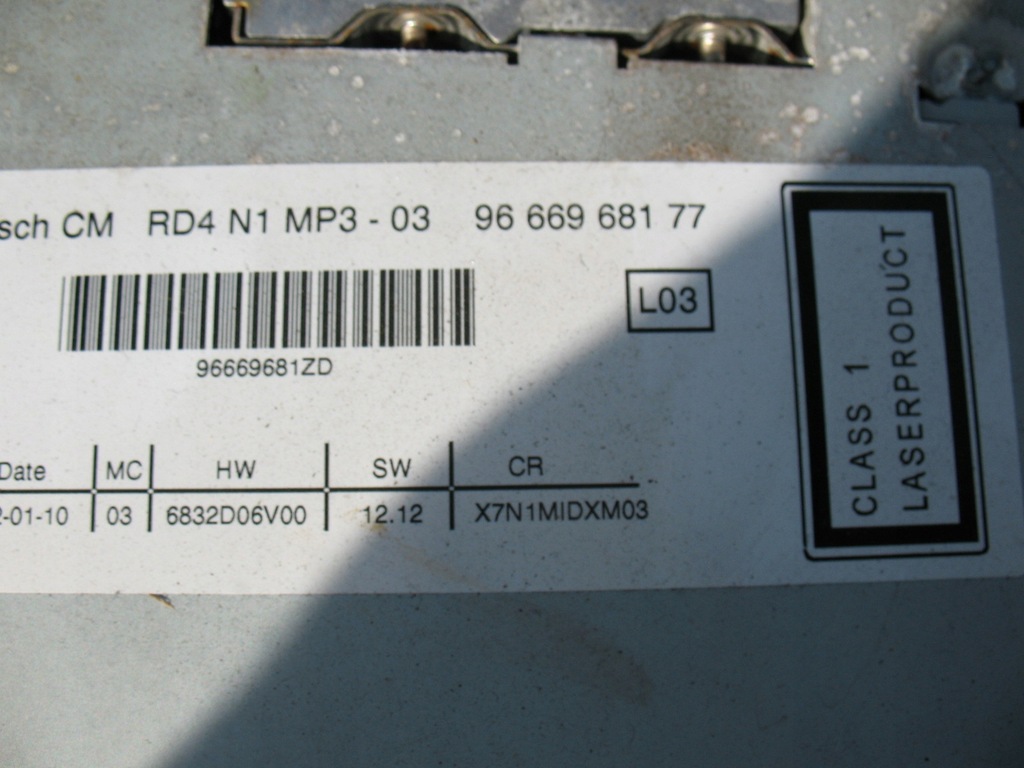 sch CM RD4 N1 MP3 - 03 96 669 681 77
L03
96669681ZD
Date MC HW SW CR
2-01-10 03 6832D06V00 12.12 X7N1MIDXM03
CLASS 1
LASERPRODUCT